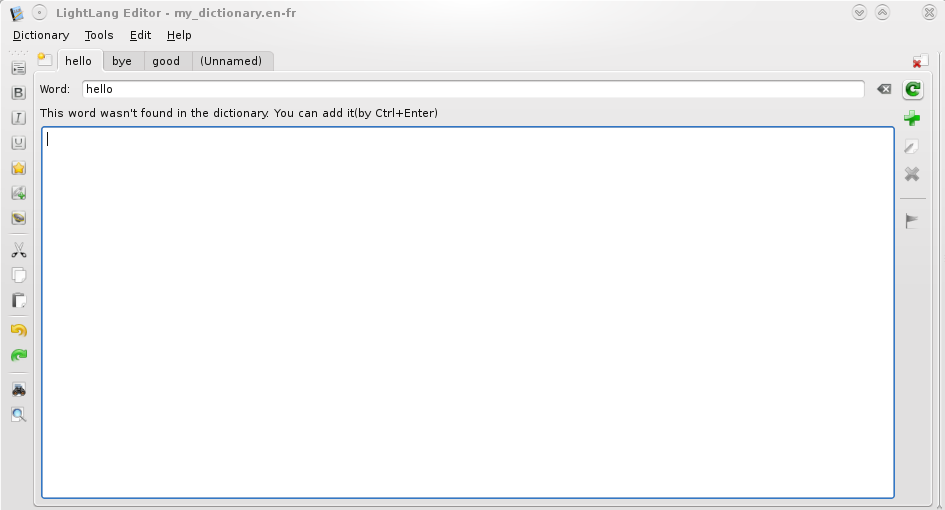 LightLang Editor - my_dictionary.en-fr
Dictionary Tools Edit Help
hello bye good (Unnamed)
Word: hello
This word wasn't found in the dictionary. You can add it(by Ctrl+Enter)
B
I
U